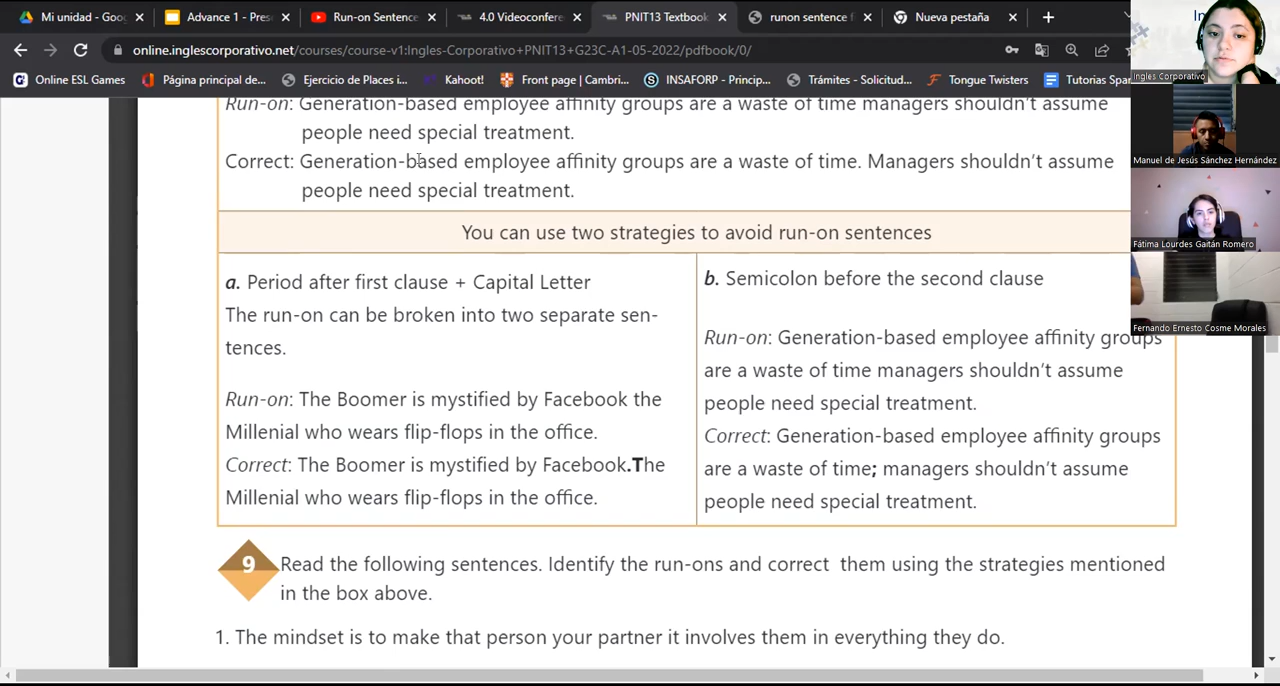 Mi unidad - Goog
Advance 1 - Pres
Run-on Sentence
4.0 Videoconfere
PNIT13 Textbook
runon sentence f
Nueva pestaña
online.inglescorporativo.net/courses/course-v1:Ingles-Corporativo+PNIT13+G23C-A1-05-2022/pdfbook/0/
Online ESL Games
Página principal de...
Ejercicio de Places i...
Kahoot!
Front page | Cambri...
INSAFORP - Princip...
Trámites - Solicitud...
Tongue Twisters
Tutorias Span
Ingles Corporativo
Manuel de Jesús Sánchez Hernández
Fátima Lourdes Gaitán Romero
Fernando Ernesto Cosme Morales
Run-on: Generation-based employee affinity groups are a waste of time managers shouldn't assume
people need special treatment.
Correct: Generation-based employee affinity groups are a waste of time. Managers shouldn't assume
people need special treatment.
You can use two strategies to avoid run-on sentences
a. Period after first clause + Capital Letter
The run-on can be broken into two separate sen-
tences.
Run-on: The Boomer is mystified by Facebook the
Millenial who wears flip-flops in the office.
Correct: The Boomer is mystified by Facebook.The
Millenial who wears flip-flops in the office.
b. Semicolon before the second clause
Run-on: Generation-based employee affinity groups
are a waste of time managers shouldn't assume
people need special treatment.
Correct: Generation-based employee affinity groups
are a waste of time; managers shouldn't assume
people need special treatment.
9 Read the following sentences. Identify the run-ons and correct them using the strategies mentioned
in the box above.
1. The mindset is to make that person your partner it involves them in everything they do.